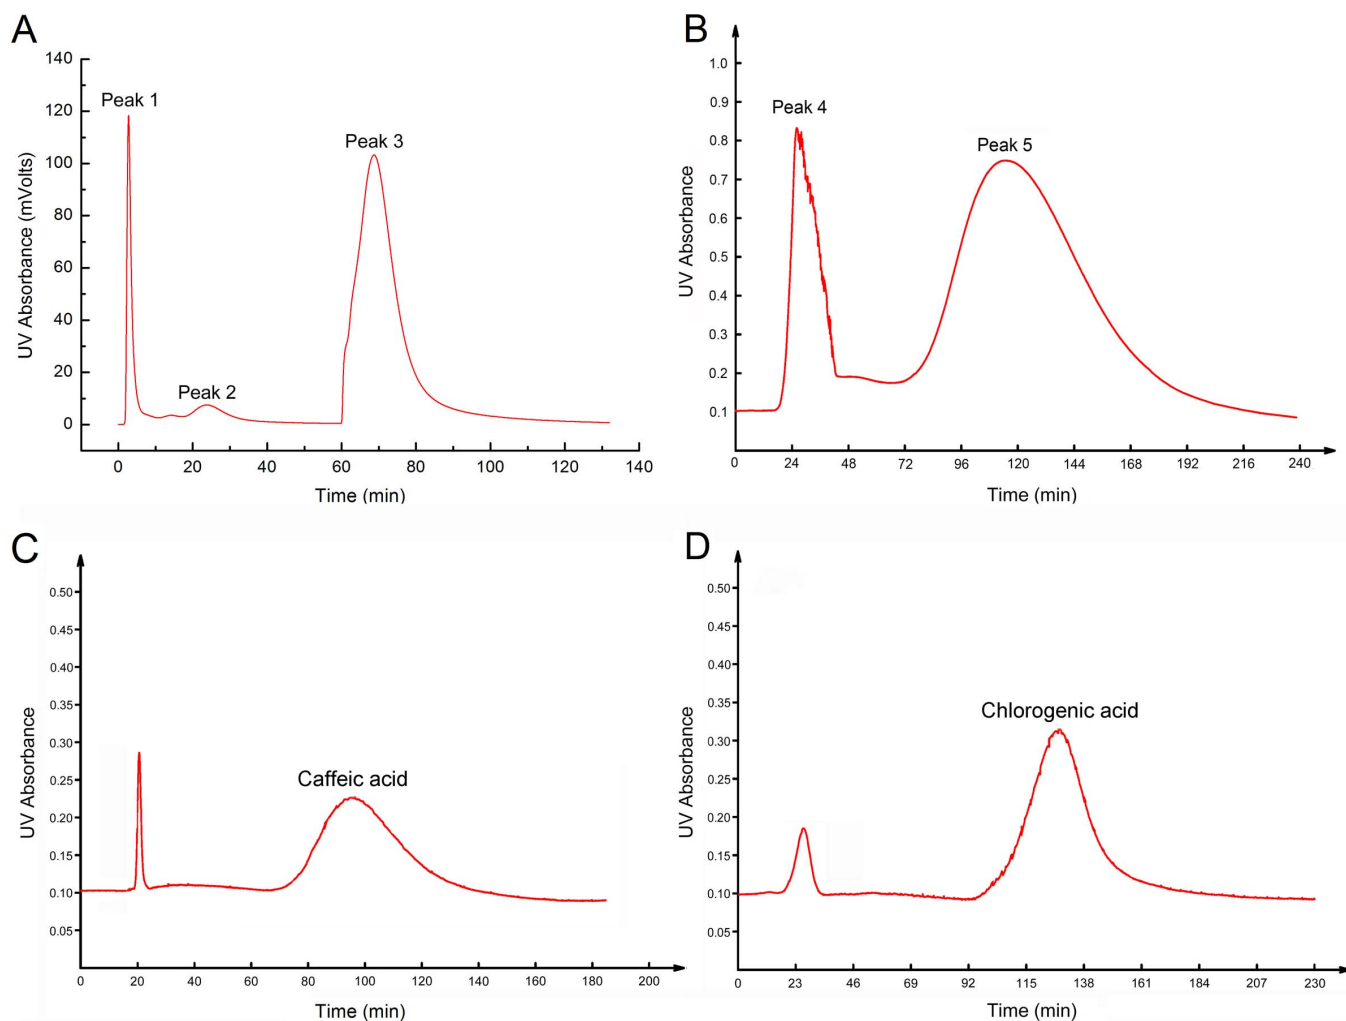 A
140
120
100
80
60
40
20
0
UV Absorbance (mVolts)
Peak 1
Peak 2
Peak 3
0 20 40 60 80 100 120 140
Time (min)
B
1.0
0.9
0.8
0.7
0.6
0.5
0.4
0.3
0.2
0.1
UV Absorbance
Peak 4
Peak 5
0 24 48 72 96 120 144 168 192 216 240
Time (min)
C
0.50
0.45
0.40
0.35
0.30
0.25
0.20
0.15
0.10
0.05
UV Absorbance
Caffeic acid
0 20 40 60 80 100 120 140 160 180 200
Time (min)
D
0.50
0.45
0.40
0.35
0.30
0.25
0.20
0.15
0.10
0.05
UV Absorbance
Chlorogenic acid
0 23 46 69 92 115 138 161 184 207 230
Time (min)